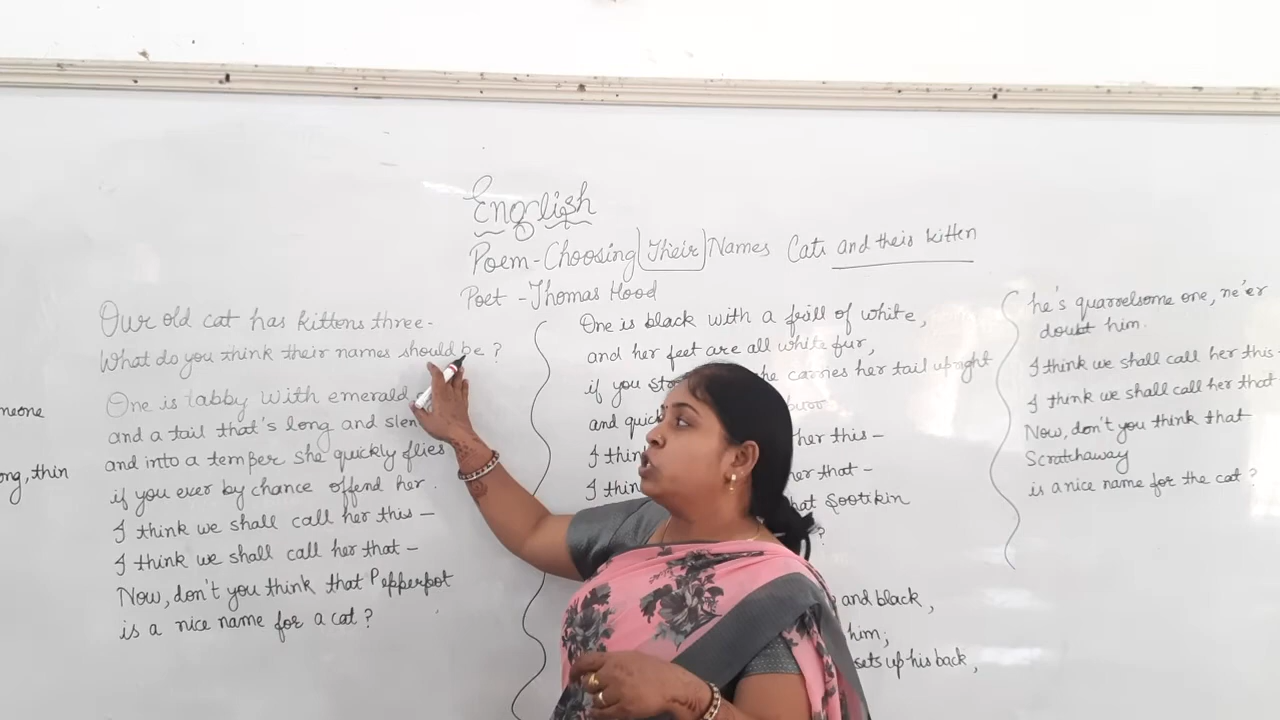 English
Poem-Choosing Their Names Cats and their kitten
Poet - Thomas Hood
meone
ong, thin
Our old cat has kittens three-
What do you think their names should be?
One is tabby with emerald
and a tail that's long and slen
and into a temper she quickly flies
if you ever by chance offend her.
I think we shall call her this -
I think we shall call her that -
Now, don't you think that Pepperpot
is a nice name for a cat?
One is black with a frill of white,
and her feet are all white fur,
if you she carries her tail upright
and quick
I thin her this -
I thin her that -
hat Sootikin
?
and black,
him;
sets up his back,
he's quarrelsome one, ne'er
doubt him.
I think we shall call her this
I think we shall call her that
Now, don't you think that
Scratchaway
is a nice name for the cat?